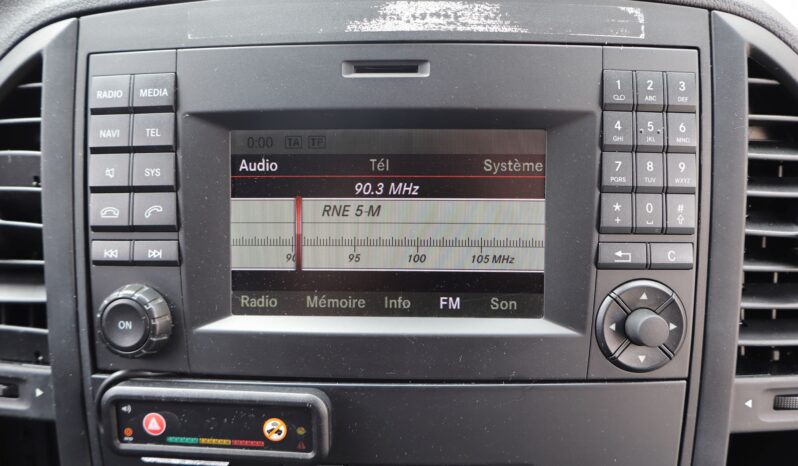 RADIO MEDIA
NAVI TEL
SYS
ON
0:00 TA TP
Audio Tél Système
90.3 MHz
RNE 5-M
90 95 100 105 MHz
Radio Mémoire Info FM Son
1 2 ABC 3 DEF
4 GHI 5 JKL 6 MNO
7 PQRS 8 TUV 9 WXYZ
* + 0 #
C